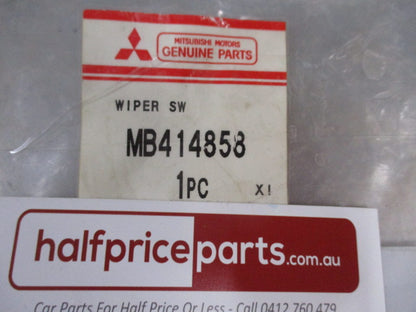 MITSUBISHI MOTORS
GENUINE PARTS
WIPER SW
MB414858
1PC X!
halfpriceparts.com.au
Car Parts For Half Price Or Less - Call 0412 760 479